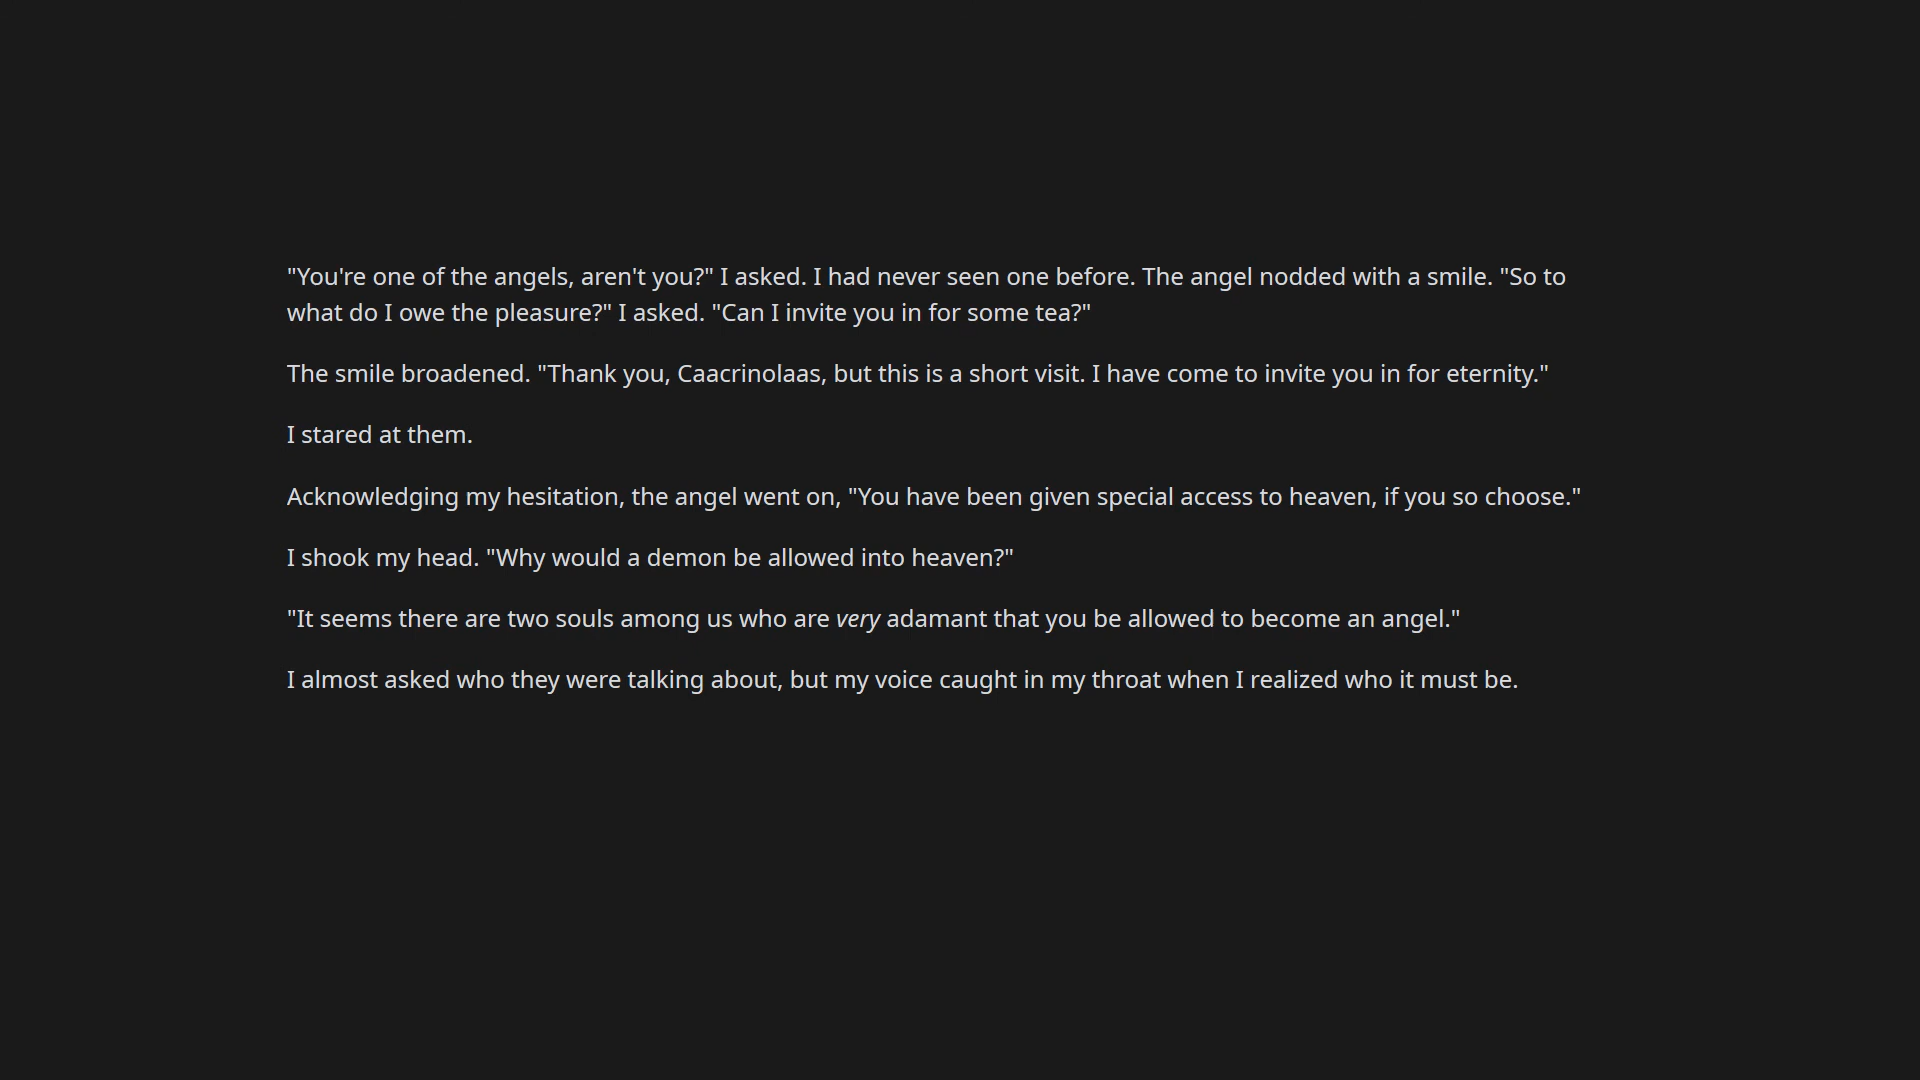 "You're one of the angels, aren't you?" I asked. I had never seen one before. The angel nodded with a smile. "So to
what do I owe the pleasure?" I asked. "Can I invite you in for some tea?"
The smile broadened. "Thank you, Caacrinolaas, but this is a short visit. I have come to invite you in for eternity."
I stared at them.
Acknowledging my hesitation, the angel went on, "You have been given special access to heaven, if you so choose."
I shook my head. "Why would a demon be allowed into heaven?"
"It seems there are two souls among us who are very adamant that you be allowed to become an angel."
I almost asked who they were talking about, but my voice caught in my throat when I realized who it must be.